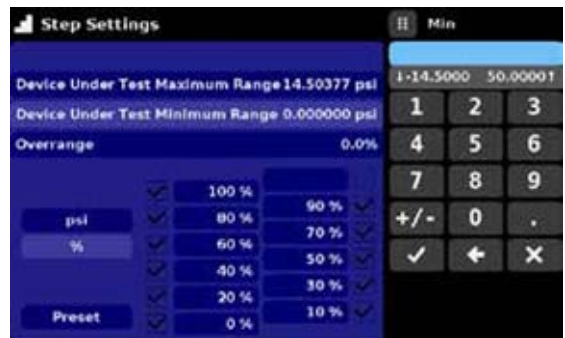 Step Settings
Min
Device Under Test Maximum Range 14.50377 psi
Device Under Test Minimum Range 0.000000 psi
Overrange 0.0%
psi
%
Preset
100 %
80 %
60 %
40 %
20 %
0 %
90 %
70 %
50 %
30 %
10 %
↓-14.5000 50.0000↑
1 2 3
4 5 6
7 8 9
+/- 0 .